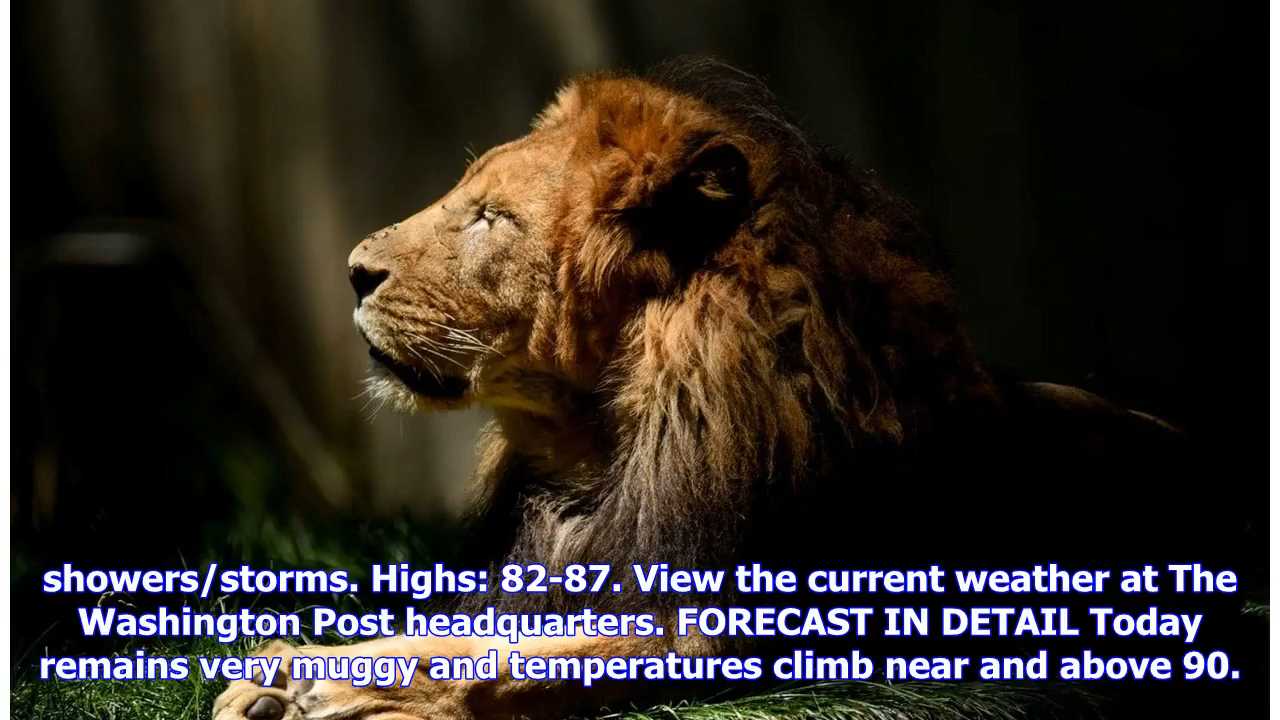 showers/storms. Highs: 82-87. View the current weather at The
Washington Post headquarters. FORECAST IN DETAIL Today
remains very muggy and temperatures climb near and above 90.